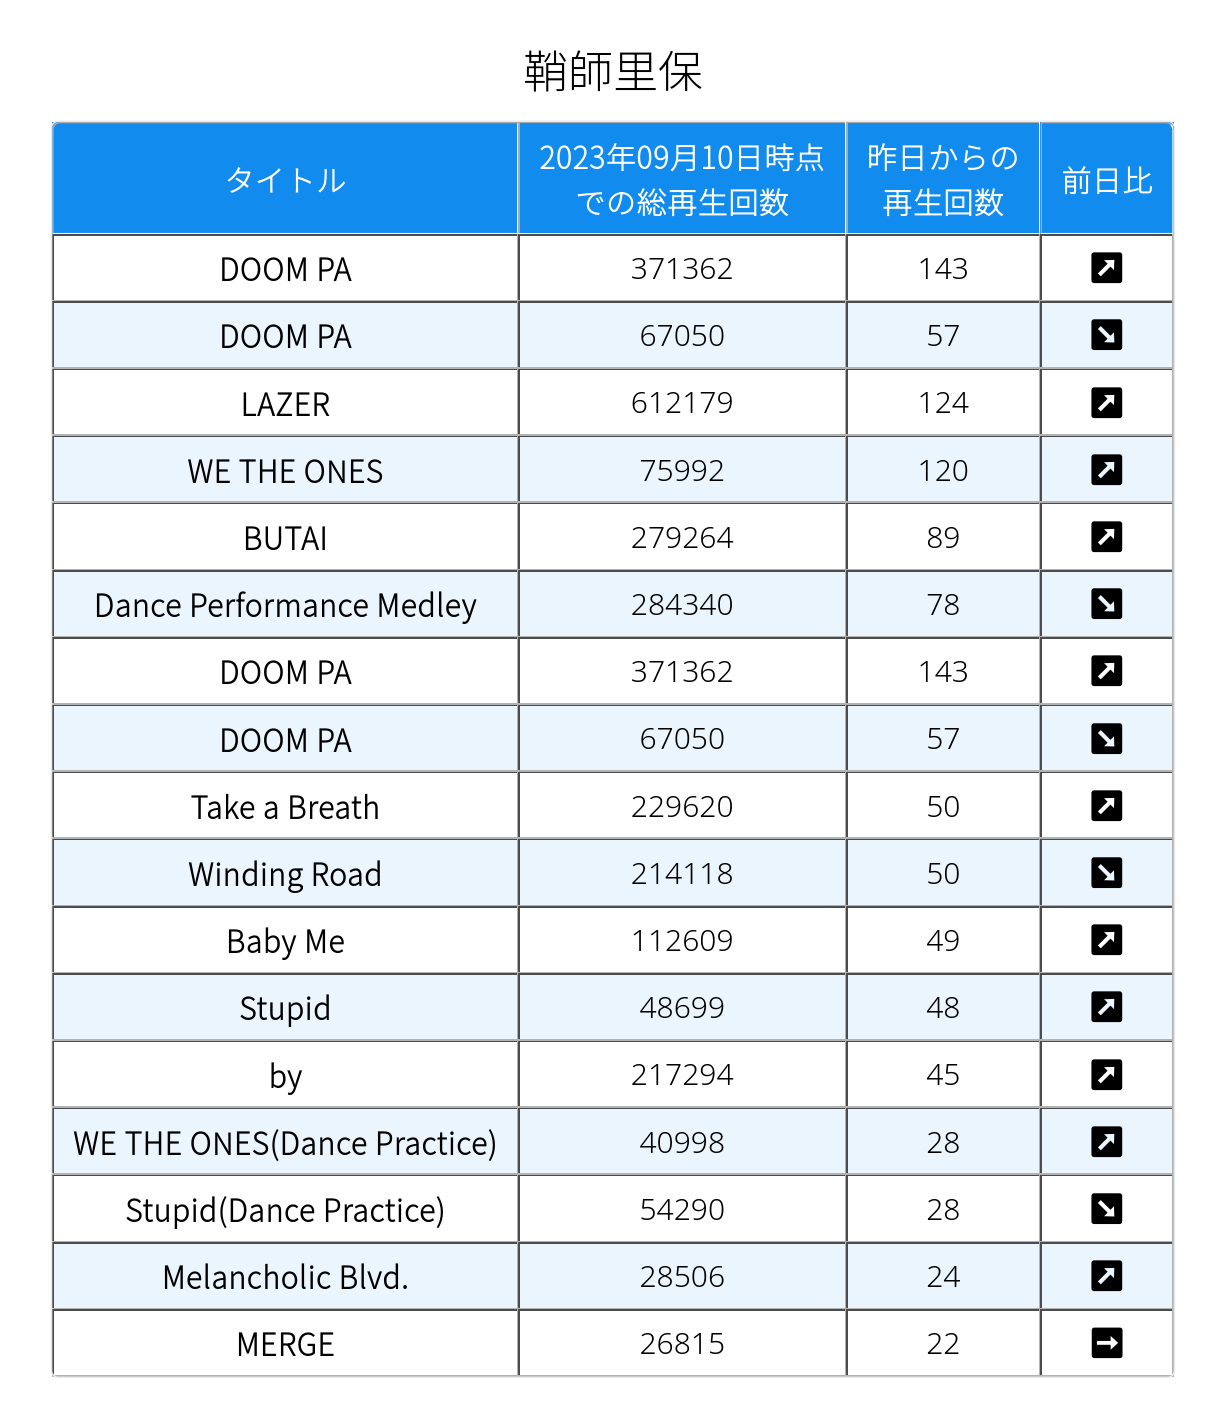 鞘師里保
タイトル 2023年09月10日時点 昨日からの 前日比
での総再生回数 再生回数
DOOM PA 371362 143 ↗
DOOM PA 67050 57 ↘
LAZER 612179 124 ↗
WE THE ONES 75992 120 ↗
BUTAI 279264 89 ↗
Dance Performance Medley 284340 78 ↘
DOOM PA 371362 143 ↗
DOOM PA 67050 57 ↘
Take a Breath 229620 50 ↗
Winding Road 214118 50 ↘
Baby Me 112609 49 ↗
Stupid 48699 48 ↗
by 217294 45 ↗
WE THE ONES(Dance Practice) 40998 28 ↗
Stupid(Dance Practice) 54290 28 ↘
Melancholic Blvd. 28506 24 ↗
MERGE 26815 22 →